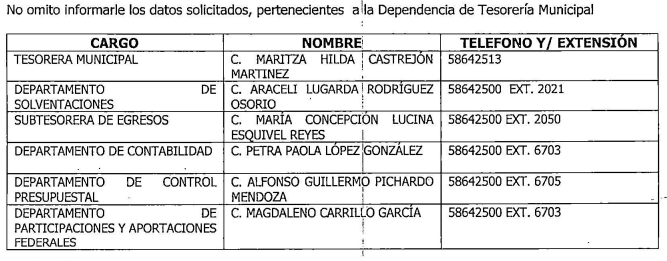 No omito informarle los datos solicitados, pertenecientes a la Dependencia de Tesorería Municipal
CARGO NOMBRE TELEFONO Y/ EXTENSIÓN
TESORERA MUNICIPAL C. MARITZA HILDA CASTREJÓN 58642513
MARTINEZ
DEPARTAMENTO DE C. ARACELI LUGARDA RODRÍGUEZ 58642500 EXT. 2021
SOLVENTACIONES OSORIO
SUBTESORERA DE EGRESOS C. MARÍA CONCEPCIÓN LUCINA 58642500 EXT. 2050
ESQUIVEL REYES
DEPARTAMENTO DE CONTABILIDAD C. PETRA PAOLA LÓPEZ GONZÁLEZ 58642500 EXT. 6703
DEPARTAMENTO DE CONTROL C. ALFONSO GUILLERMO PICHARDO 58642500 EXT. 6705
PRESUPUESTAL MENDOZA
DEPARTAMENTO DE C. MAGDALENO CARRILLO GARCÍA 58642500 EXT. 6703
PARTICIPACIONES Y APORTACIONES
FEDERALES